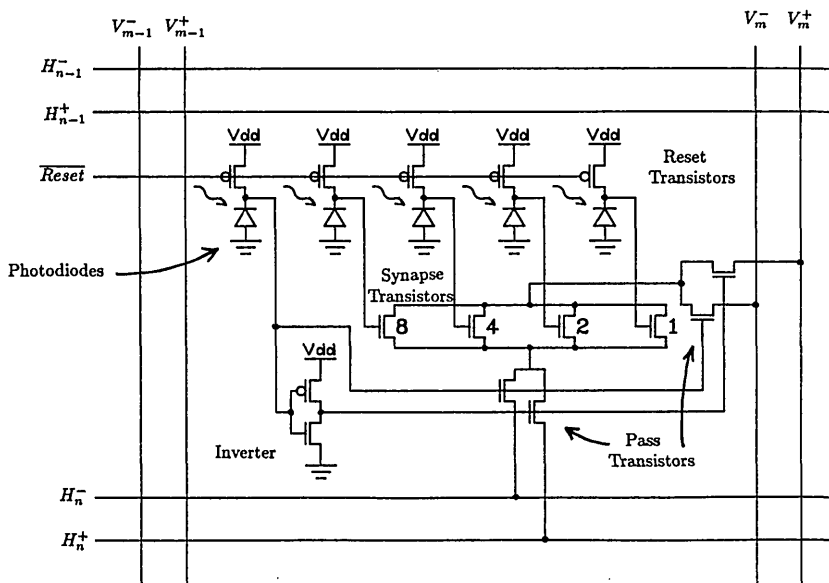 V⁻ₘ₋₁ V⁺ₘ₋₁ V⁻ₘ V⁺ₘ
H⁻ₙ₋₁
H⁺ₙ₋₁
Vdd Vdd Vdd Vdd Vdd
Reset
Reset
Transistors
Photodiodes
Synapse
Transistors
8 4 2 1
Vdd
Inverter
Pass
Transistors
H⁻ₙ
H⁺ₙ